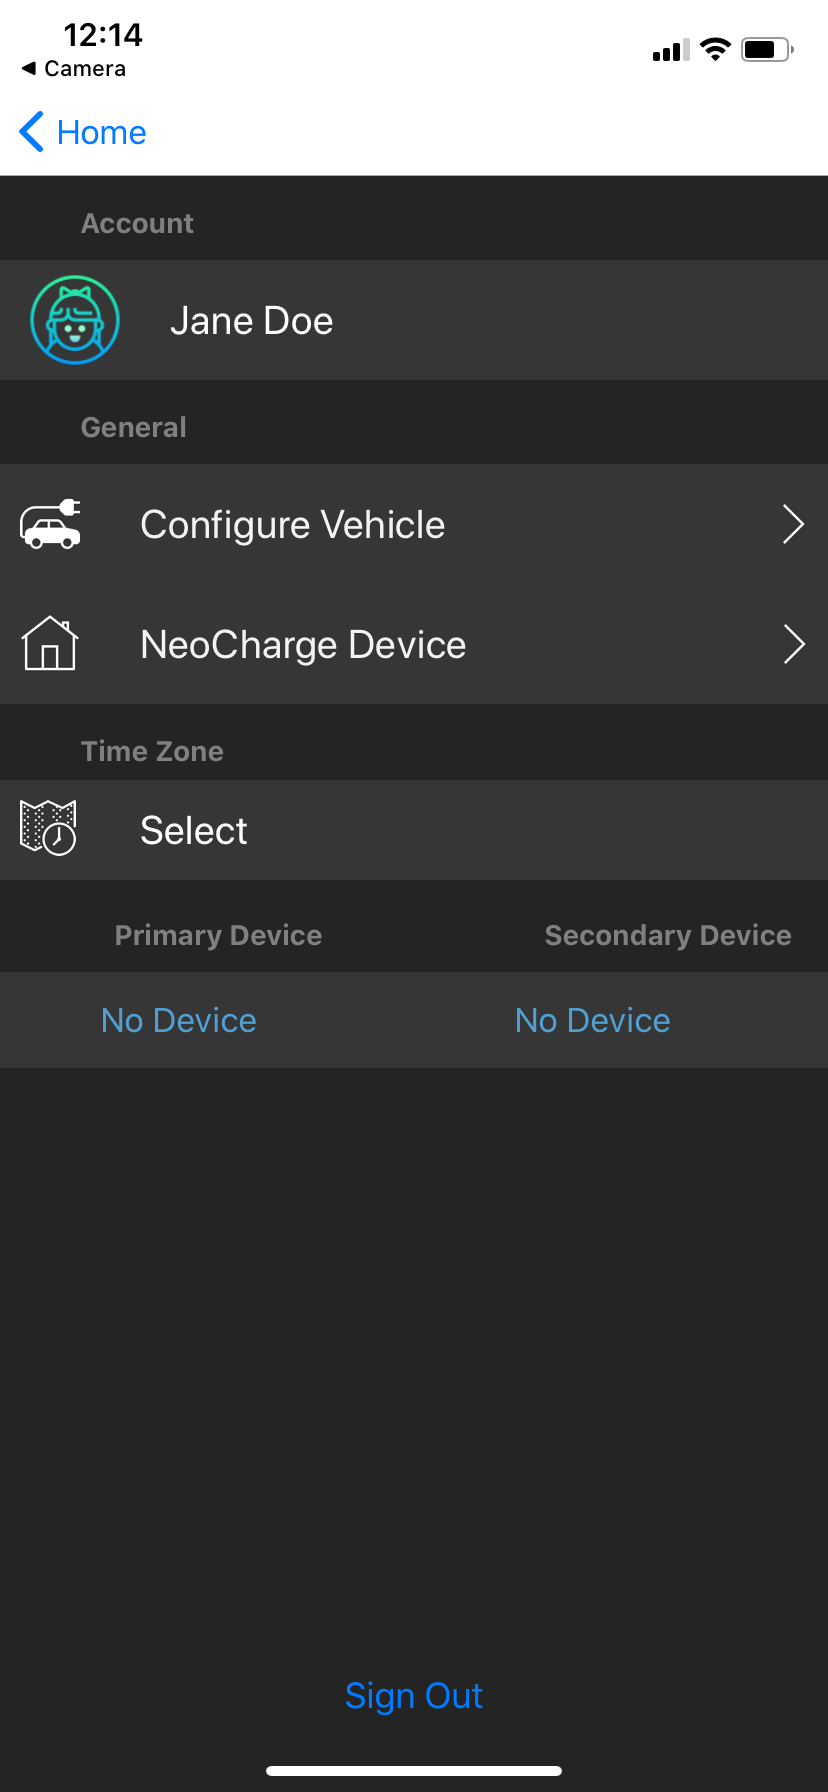 12:14
◀ Camera
Home
Account
Jane Doe
General
Configure Vehicle
NeoCharge Device
Time Zone
Select
Primary Device Secondary Device
No Device No Device
Sign Out